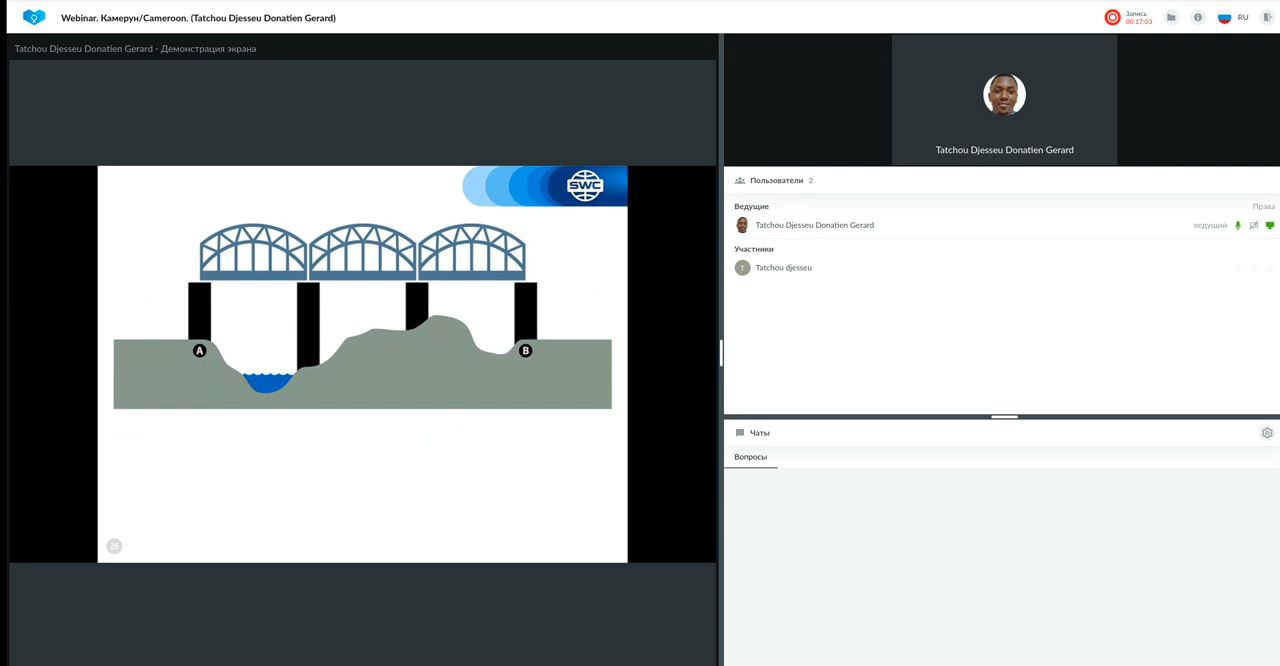 Webinar. Камерун/Cameroon. (Tatchou Djesseu Donatien Gerard)
Запись
00:17:03
RU
Tatchou Djesseu Donatien Gerard - Демонстрация экрана
Tatchou Djesseu Donatien Gerard
SWC
A
B
26
Пользователи 2
Ведущие Права
Tatchou Djesseu Donatien Gerard ведущий
Участники
T Tatchou djesseu
Чаты
Вопросы